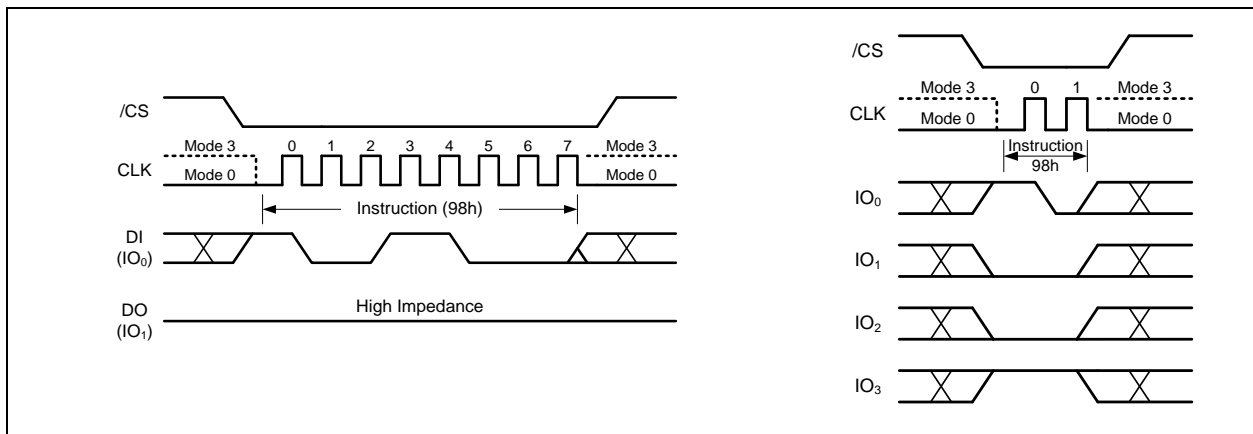 /CS
Mode 3 0 1 2 3 4 5 6 7 Mode 3
CLK Mode 0 Mode 0
Instruction (98h)
DI
(IO₀)
DO High Impedance
(IO₁)
/CS
Mode 3 0 1 Mode 3
CLK Mode 0 Mode 0
Instruction
98h
IO₀
IO₁
IO₂
IO₃